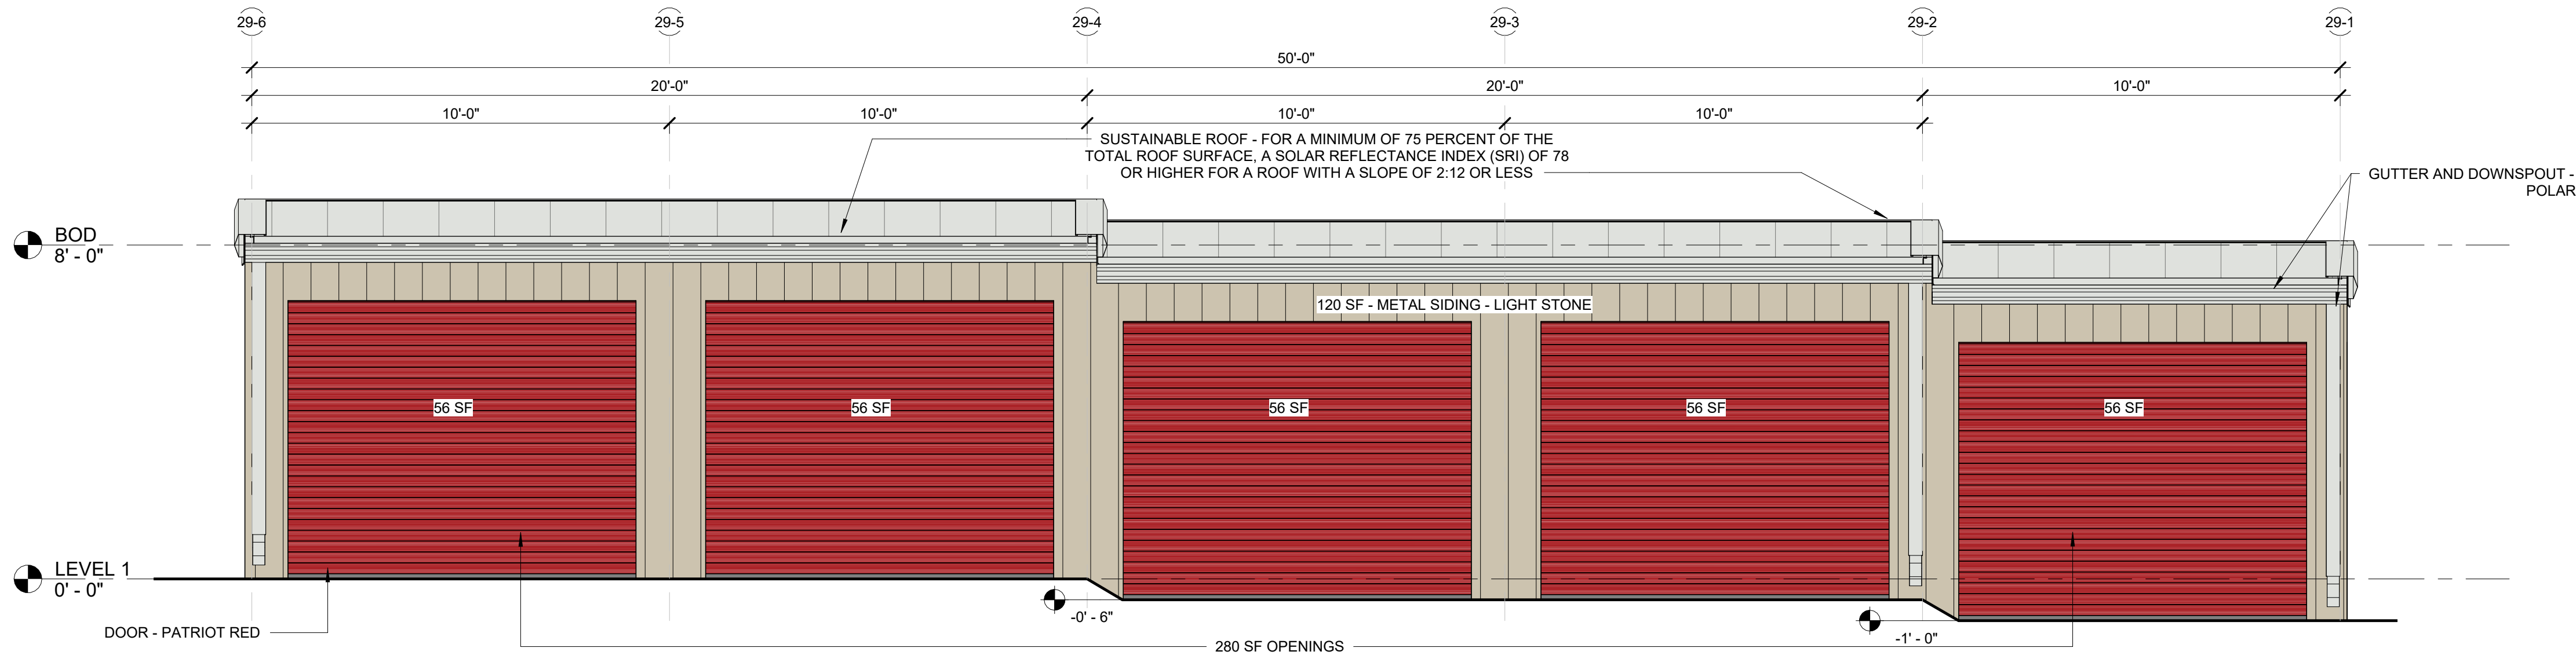 29-6
29-5
29-4
29-3
29-2
29-1
50'-0"
20'-0"
20'-0"
10'-0"
10'-0"
10'-0"
10'-0"
10'-0"
SUSTAINABLE ROOF - FOR A MINIMUM OF 75 PERCENT OF THE
TOTAL ROOF SURFACE, A SOLAR REFLECTANCE INDEX (SRI) OF 78
OR HIGHER FOR A ROOF WITH A SLOPE OF 2:12 OR LESS
GUTTER AND DOWNSPOUT -
POLAR
BOD
8' - 0"
120 SF - METAL SIDING - LIGHT STONE
56 SF
56 SF
56 SF
56 SF
56 SF
LEVEL 1
0' - 0"
-0' - 6"
-1' - 0"
DOOR - PATRIOT RED
280 SF OPENINGS